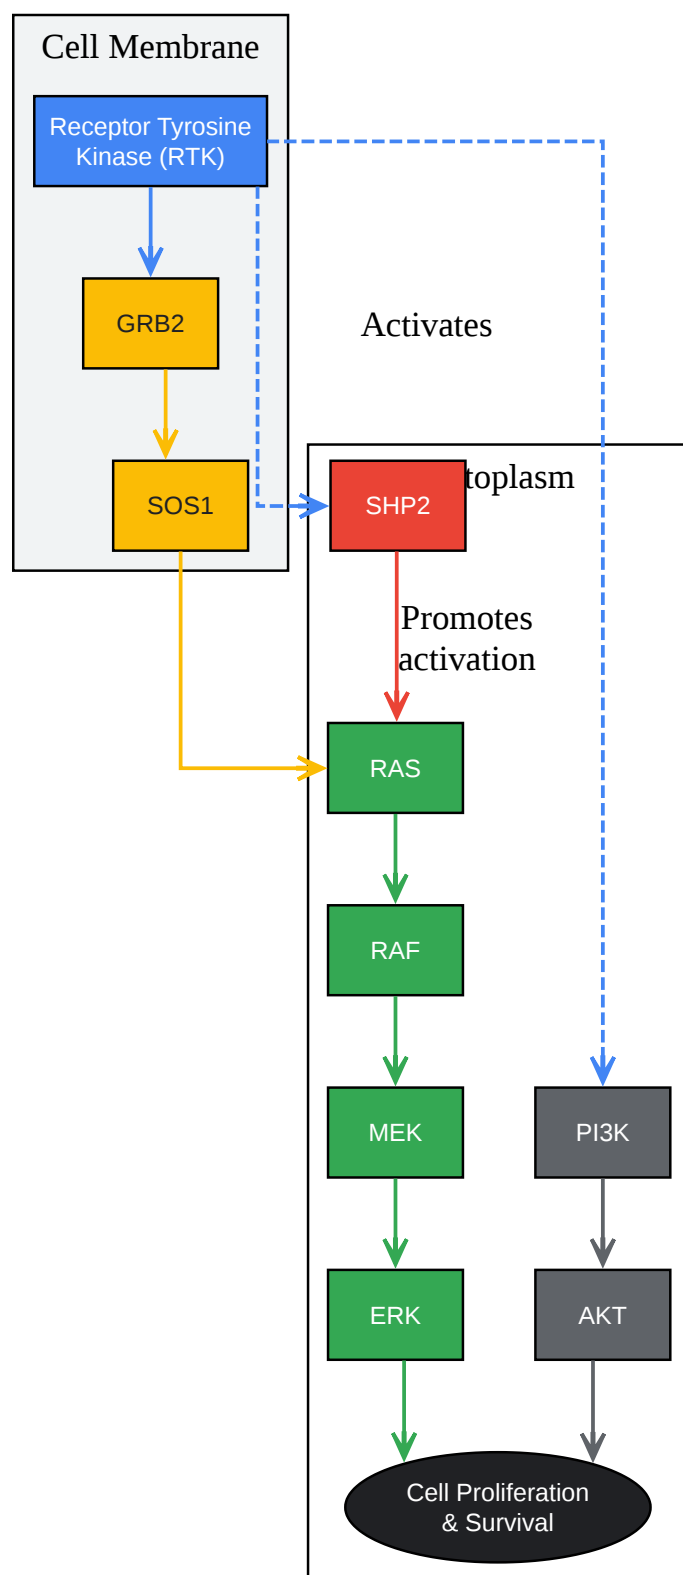 Cell Membrane
Receptor Tyrosine
Kinase (RTK)
GRB2
Activates
SOS1
SHP2
toplasm
Promotes
activation
RAS
RAF
MEK
PI3K
ERK
AKT
Cell Proliferation
& Survival